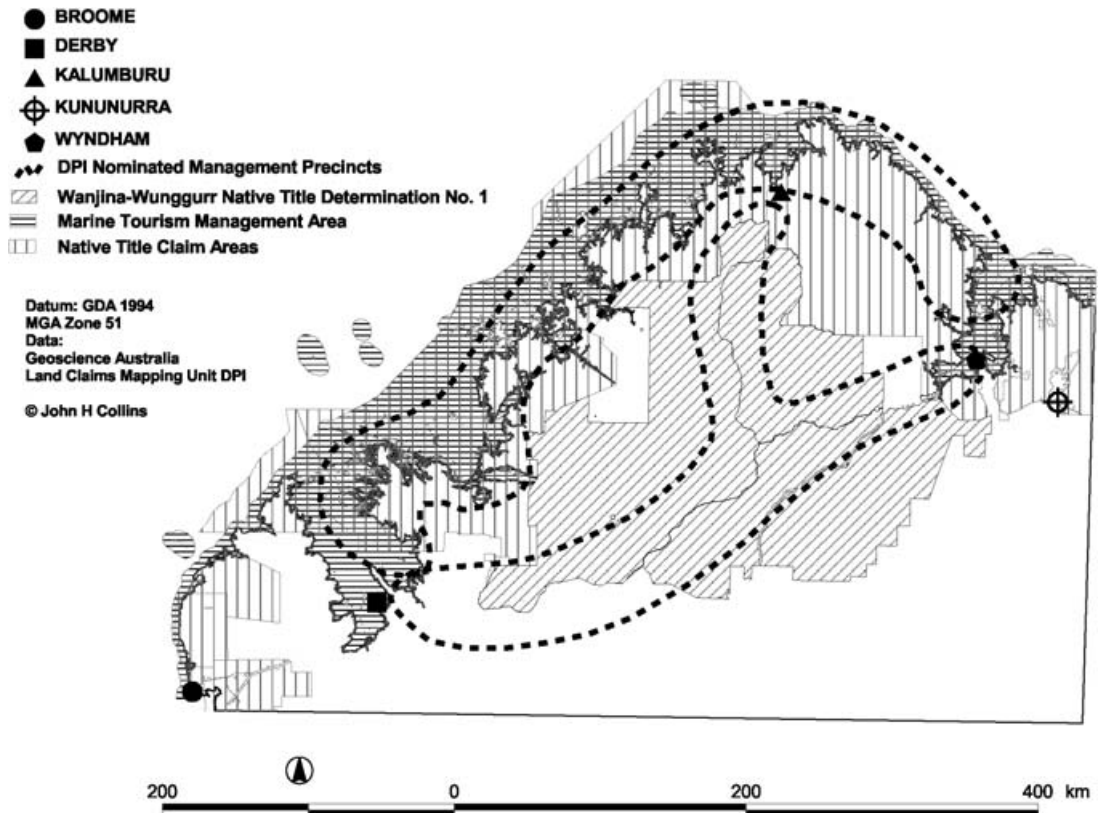 BROOME
DERBY
KALUMBURU
KUNUNURRA
WYNDHAM
DPI Nominated Management Precincts
Wanjina-Wunggurr Native Title Determination No. 1
Marine Tourism Management Area
Native Title Claim Areas
Datum: GDA 1994
MGA Zone 51
Data:
Geoscience Australia
Land Claims Mapping Unit DPI
© John H Collins
200 0 200 400 km